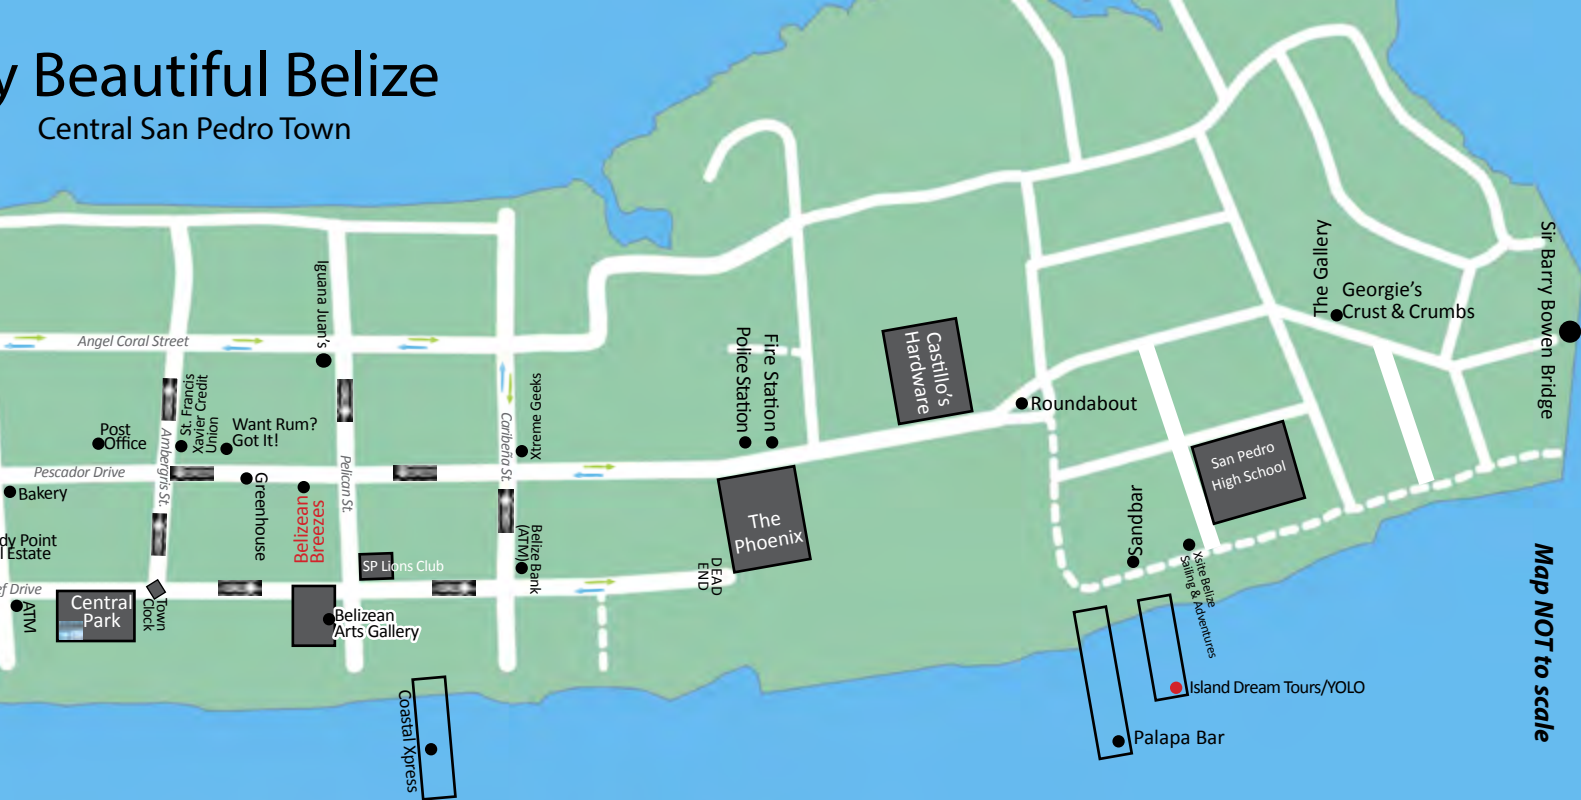 y Beautiful Belize
Central San Pedro Town
Iguana Juan's
Angel Coral Street
St. Francis
Xavier Credit
Union
Want Rum?
Got It!
Post
Office
Ambergris St.
Pescador Drive
Bakery
Greenhouse
Belizean
Breezes
Pelican St.
Caribeña St.
Xtreme Geeks
Belize Bank
(ATM)
dy Point
l Estate
ef Drive
ATM
Central
Park
Town
Clock
SP Lions Club
Belizean
Arts Gallery
Coastal Xpress
DEAD
END
The
Phoenix
Police Station
Fire Station
Castillo's
Hardware
Roundabout
The Gallery
Georgie's
Crust & Crumbs
Sir Barry Bowen Bridge
San Pedro
High School
Sandbar
Xsite Belize
Sailing & Adventures
Island Dream Tours/YOLO
Palapa Bar
Map NOT to scale